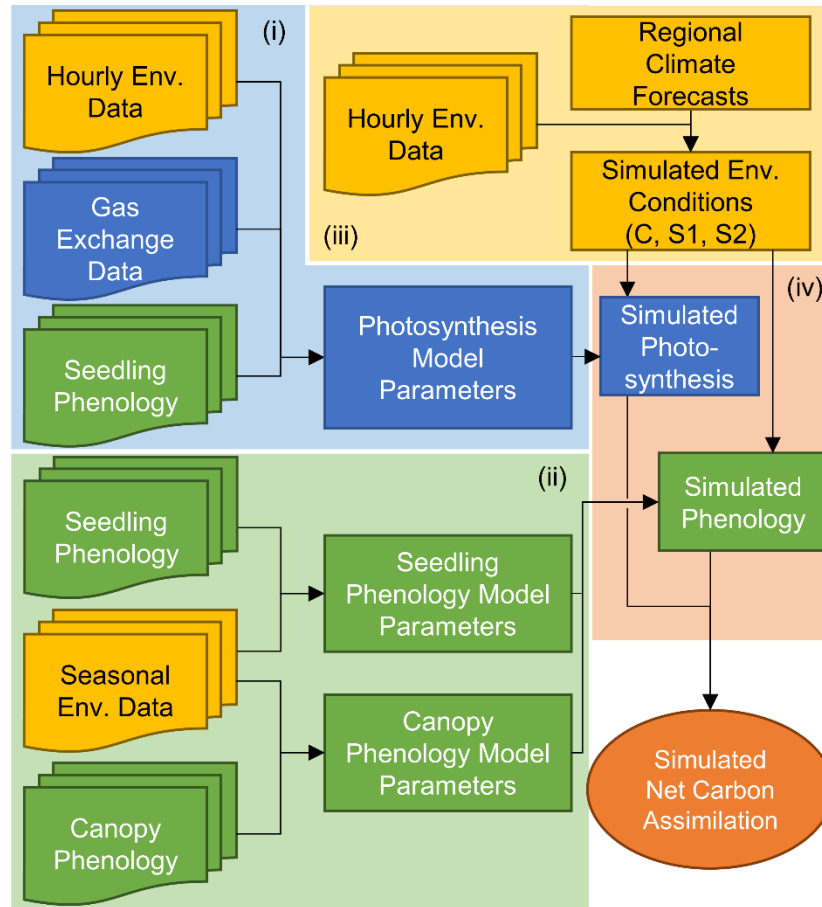 (i)
Hourly Env.
Data
Gas
Exchange
Data
Seedling
Phenology
Photosynthesis
Model
Parameters
Regional
Climate
Forecasts
Hourly Env.
Data
Simulated Env.
Conditions
(C, S1, S2)
(iii)
(iv)
Simulated
Photo-
synthesis
Simulated
Phenology
(ii)
Seedling
Phenology
Seasonal
Env. Data
Canopy
Phenology
Seedling
Phenology Model
Parameters
Canopy
Phenology Model
Parameters
Simulated
Net Carbon
Assimilation